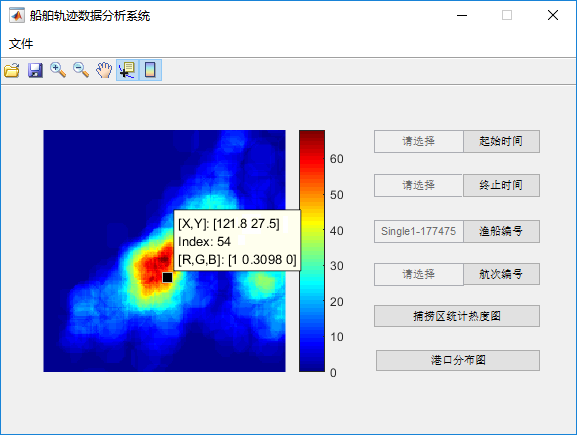 船舶轨迹数据分析系统
文件
请选择 起始时间
请选择 终止时间
Single1-177475 渔船编号
请选择 航次编号
捕捞区统计热度图
港口分布图
[X,Y]: [121.8 27.5]
Index: 54
[R,G,B]: [1 0.3098 0]
60
50
40
30
20
10
0